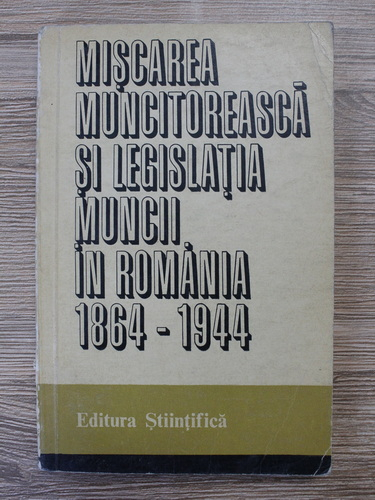 MIȘCAREA
MUNCITOREASCĂ
ȘI LEGISLAȚIA
MUNCII
ÎN ROMÂNIA
1864 - 1944
Editura Științifică